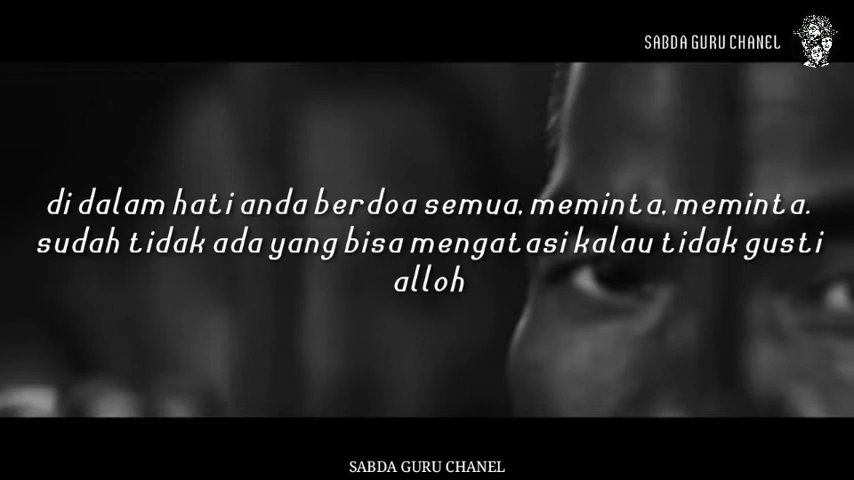 SABDA GURU CHANEL
di dalam hati anda berdoa semua, meminta, meminta.
sudah tidak ada yang bisa mengatasi kalau tidak gusti
alloh
SABDA GURU CHANEL